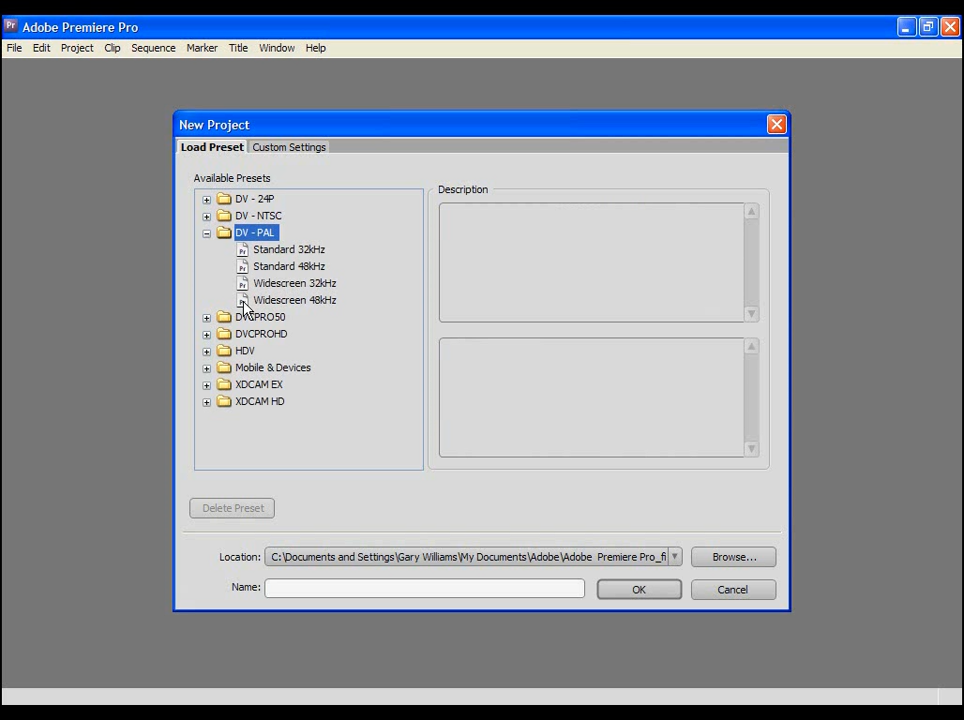 Pr Adobe Premiere Pro
File Edit Project Clip Sequence Marker Title Window Help
New Project
Load Preset Custom Settings
Available Presets
Description
DV - 24P
DV - NTSC
DV - PAL
Standard 32kHz
Standard 48kHz
Widescreen 32kHz
Widescreen 48kHz
DVCPRO50
DVCPROHD
HDV
Mobile & Devices
XDCAM EX
XDCAM HD
Delete Preset
Location: C:\Documents and Settings\Gary Williams\My Documents\Adobe\Adobe Premiere Pro_fi Browse...
Name: OK Cancel